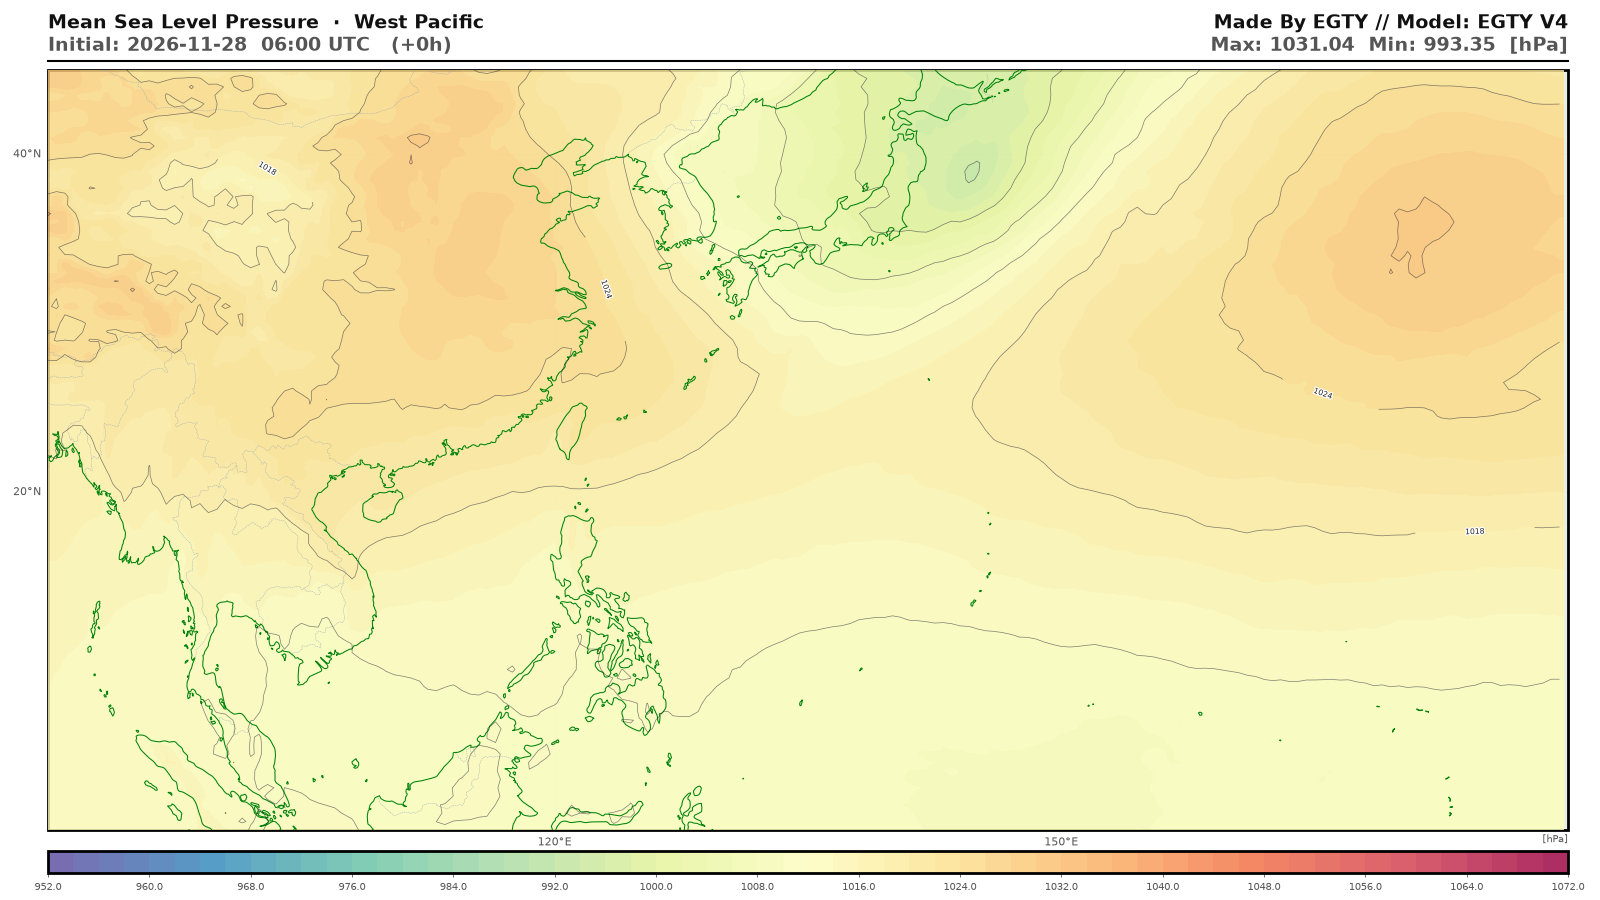 Mean Sea Level Pressure · West Pacific
Made By EGTY // Model: EGTY V4
Initial: 2026-11-28 06:00 UTC (+0h)
Max: 1031.04 Min: 993.35 [hPa]
40°N
1018
1024
1024
20°N
1018
120°E
150°E
[hPa]
952.0 960.0 968.0 976.0 984.0 992.0 1000.0 1008.0 1016.0 1024.0 1032.0 1040.0 1048.0 1056.0 1064.0 1072.0